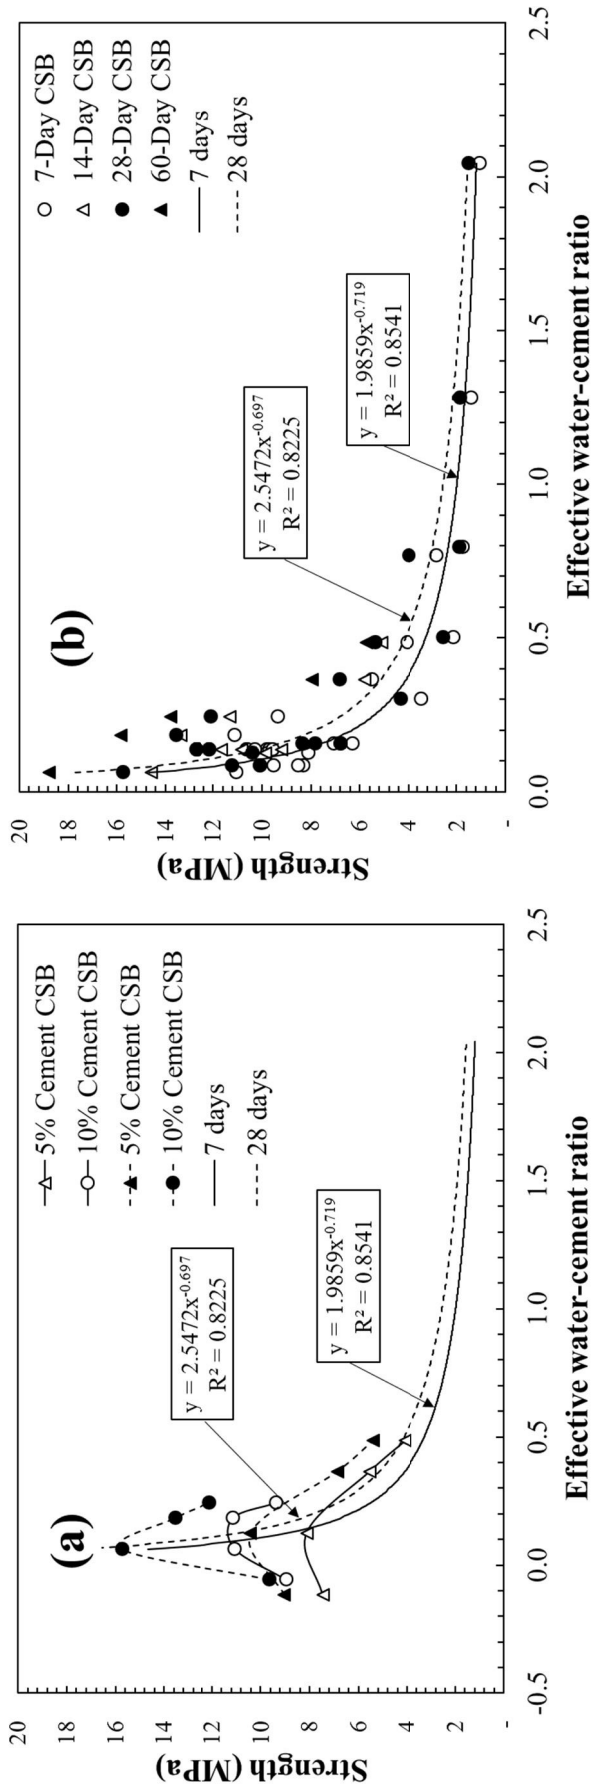 (a)
20
18
16
14
12
10
8
6
4
2
-
Strength (MPa)
-0.5
0.0
0.5
1.0
1.5
2.0
2.5
Effective water-cement ratio
5% Cement CSB
10% Cement CSB
5% Cement CSB
10% Cement CSB
7 days
28 days
y = 2.5472x^-0.697
R² = 0.8225
y = 1.9859x^-0.719
R² = 0.8541
(b)
20
18
16
14
12
10
8
6
4
2
-
Strength (MPa)
0.0
0.5
1.0
1.5
2.0
2.5
Effective water-cement ratio
7-Day CSB
14-Day CSB
28-Day CSB
60-Day CSB
7 days
28 days
y = 2.5472x^-0.697
R² = 0.8225
y = 1.9859x^-0.719
R² = 0.8541